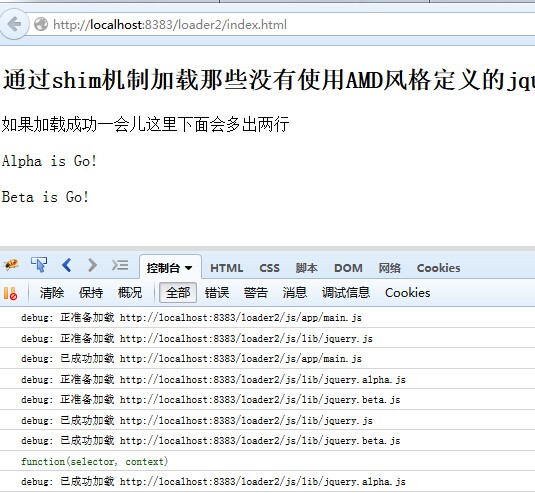 http://localhost:8383/loader2/index.html
通过shim机制加载那些没有使用AMD风格定义的jqu
如果加载成功一会儿这里下面会多出两行
Alpha is Go!
Beta is Go!
控制台 HTML CSS 脚本 DOM 网络 Cookies
清除 保持 概况 全部 错误 警告 消息 调试信息 Cookies
debug: 正准备加载 http://localhost:8383/loader2/js/app/main.js
debug: 正准备加载 http://localhost:8383/loader2/js/lib/jquery.js
debug: 已成功加载 http://localhost:8383/loader2/js/app/main.js
debug: 正准备加载 http://localhost:8383/loader2/js/lib/jquery.alpha.js
debug: 正准备加载 http://localhost:8383/loader2/js/lib/jquery.beta.js
debug: 已成功加载 http://localhost:8383/loader2/js/lib/jquery.js
debug: 已成功加载 http://localhost:8383/loader2/js/lib/jquery.beta.js
function(selector, context)
debug: 已成功加载 http://localhost:8383/loader2/js/lib/jquery.alpha.js